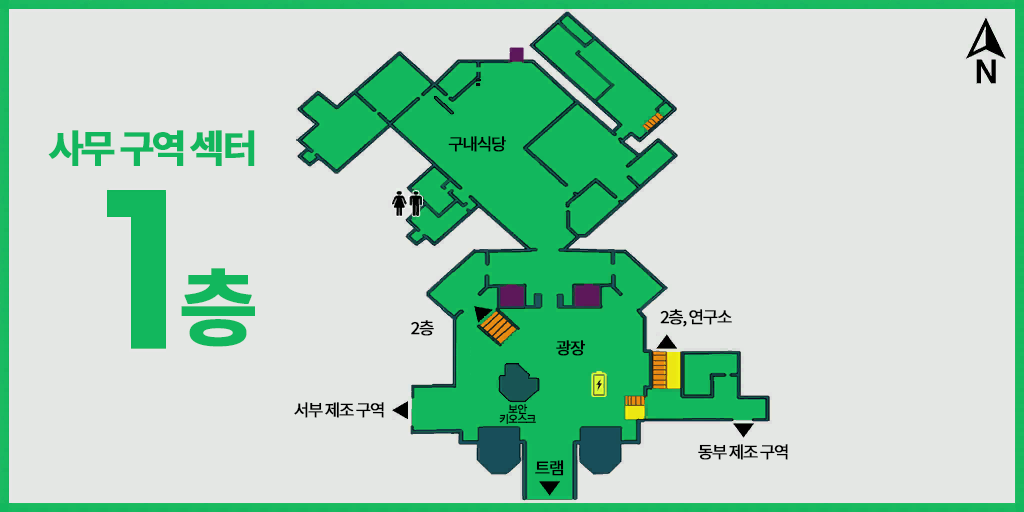 N
사무 구역 섹터
1층
구내식당
2층
2층, 연구소
광장
보안
키오스크
서부 제조 구역
동부 제조 구역
트램